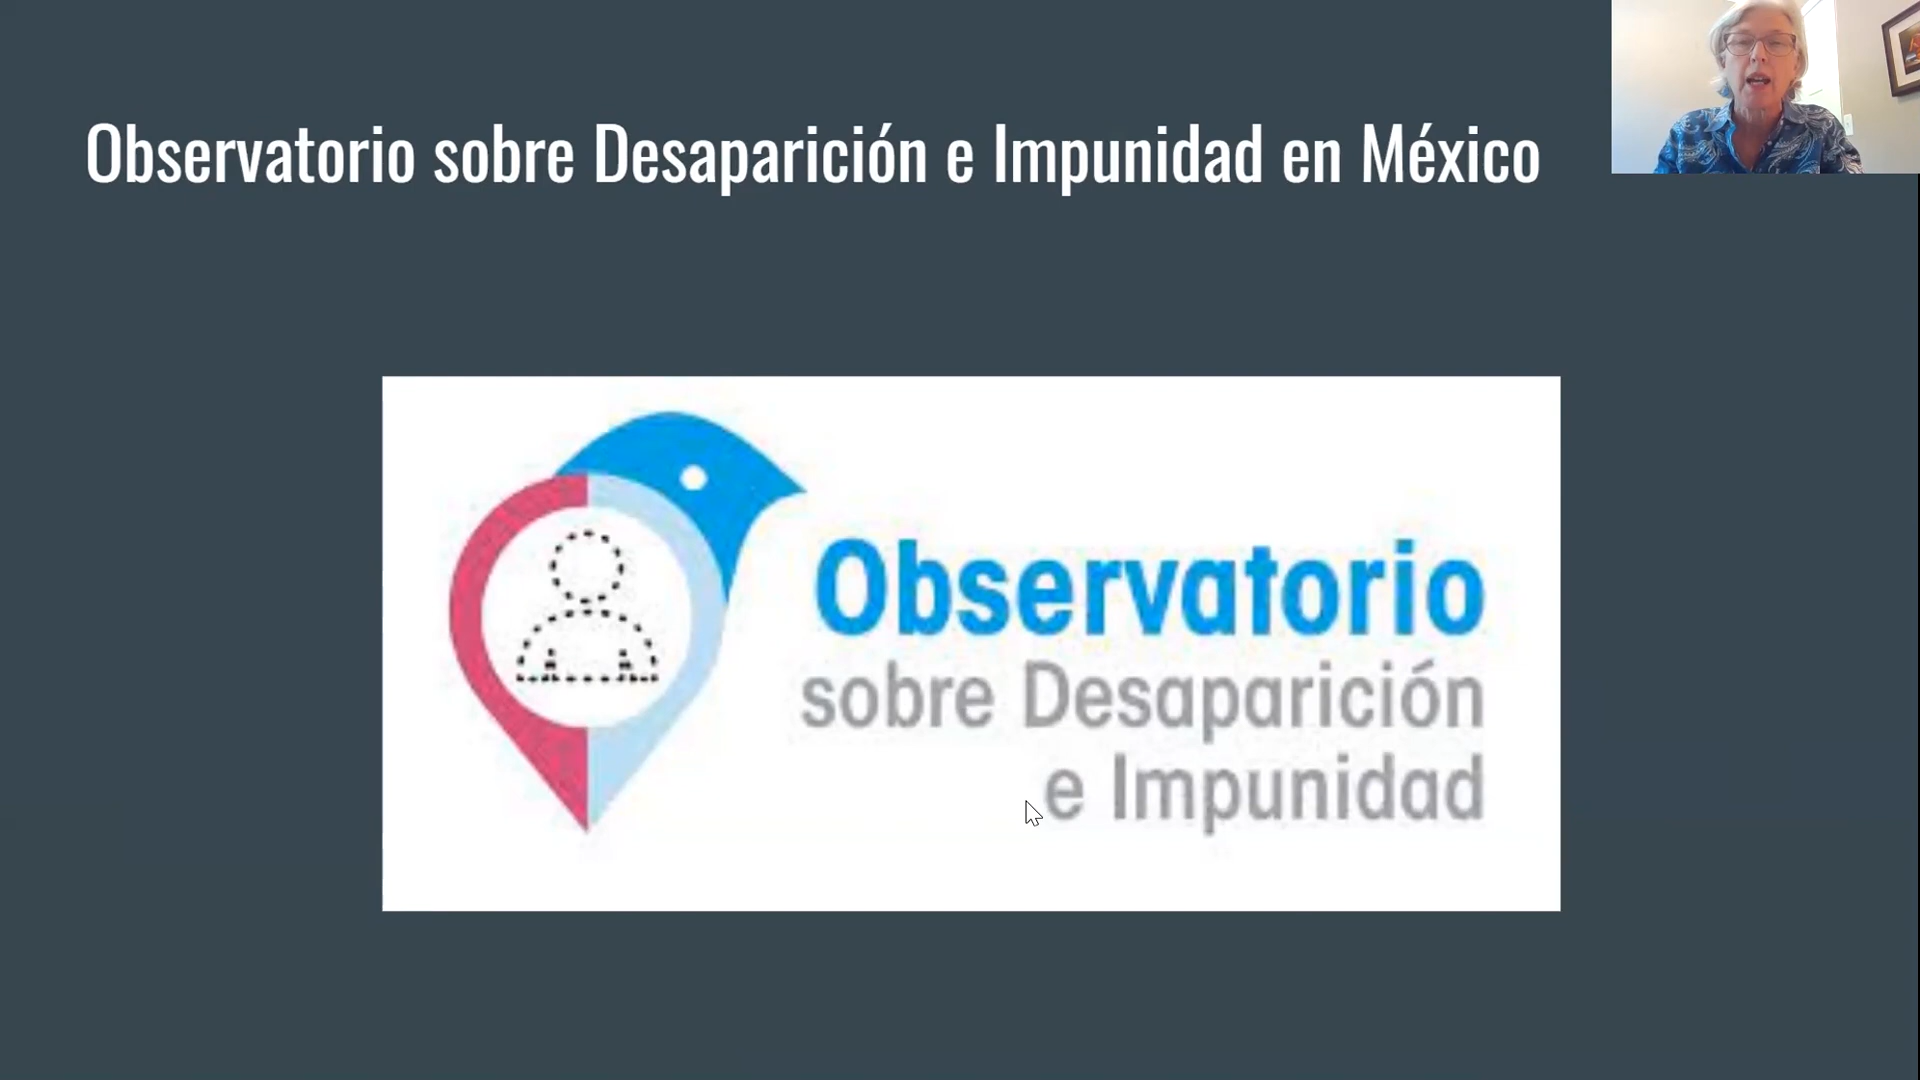 Observatorio sobre Desaparición e Impunidad en México
Observatorio
sobre Desaparición
e Impunidad